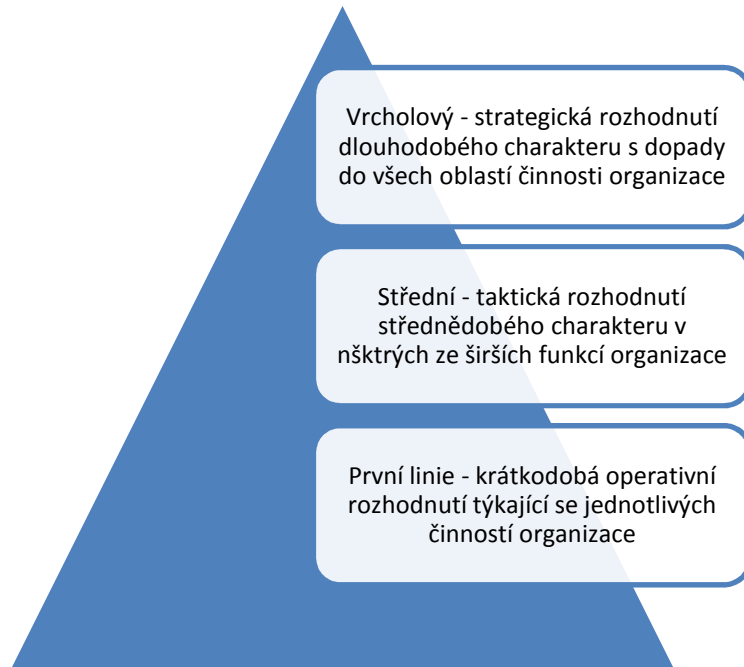 Vrcholový - strategická rozhodnutí
dlouhodobého charakteru s dopady
do všech oblastí činnosti organizace
Střední - taktická rozhodnutí
střednědobého charakteru v
nšktrých ze širších funkcí organizace
První linie - krátkodobá operativní
rozhodnutí týkající se jednotlivých
činností organizace